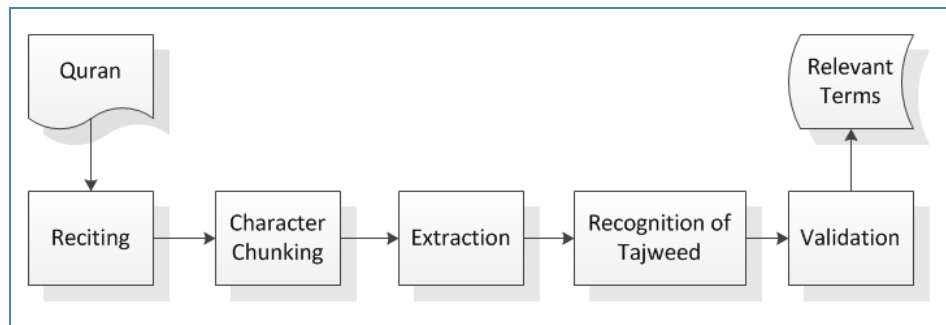 Quran
Relevant
Terms
Reciting
Character
Chunking
Extraction
Recognition of
Tajweed
Validation